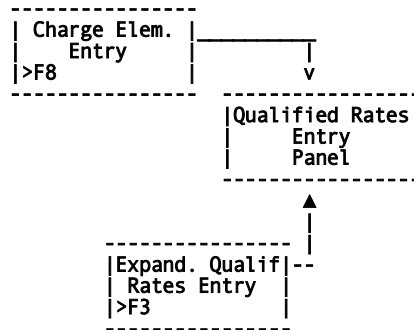 Charge Elem.
Entry
>F8
Qualified Rates
Entry
Panel
Expand. Qualif
Rates Entry
>F3